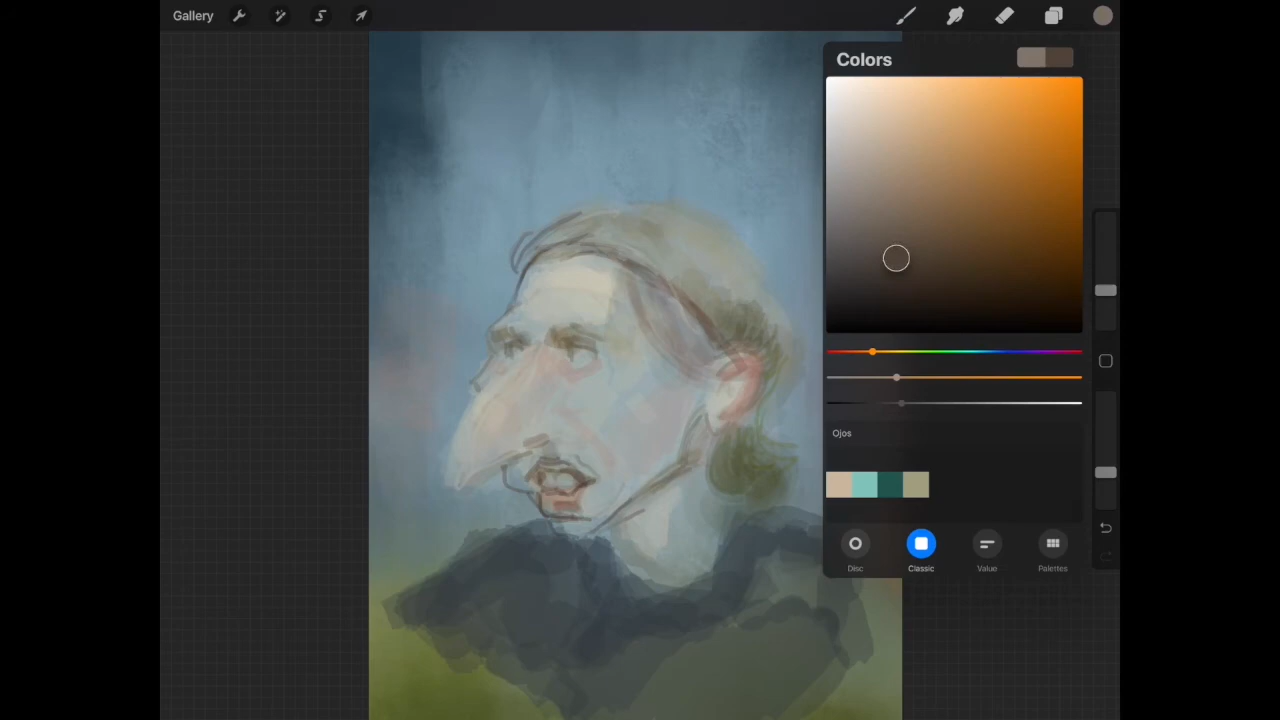 Gallery
Colors
Ojos
Disc
Classic
Value
Palettes